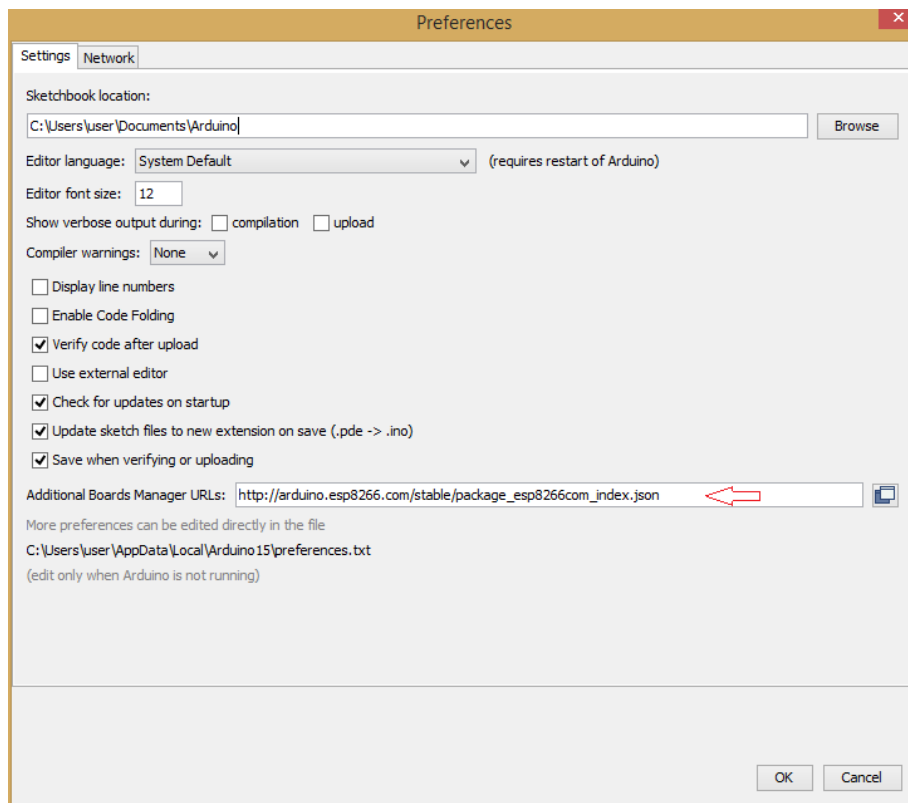 Preferences
Settings Network
Sketchbook location:
C:\Users\user\Documents\Arduino Browse
Editor language: System Default (requires restart of Arduino)
Editor font size: 12
Show verbose output during: compilation upload
Compiler warnings: None
Display line numbers
Enable Code Folding
Verify code after upload
Use external editor
Check for updates on startup
Update sketch files to new extension on save (.pde -> .ino)
Save when verifying or uploading
Additional Boards Manager URLs: http://arduino.esp8266.com/stable/package_esp8266com_index.json
More preferences can be edited directly in the file
C:\Users\user\AppData\Local\Arduino15\preferences.txt
(edit only when Arduino is not running)
OK Cancel